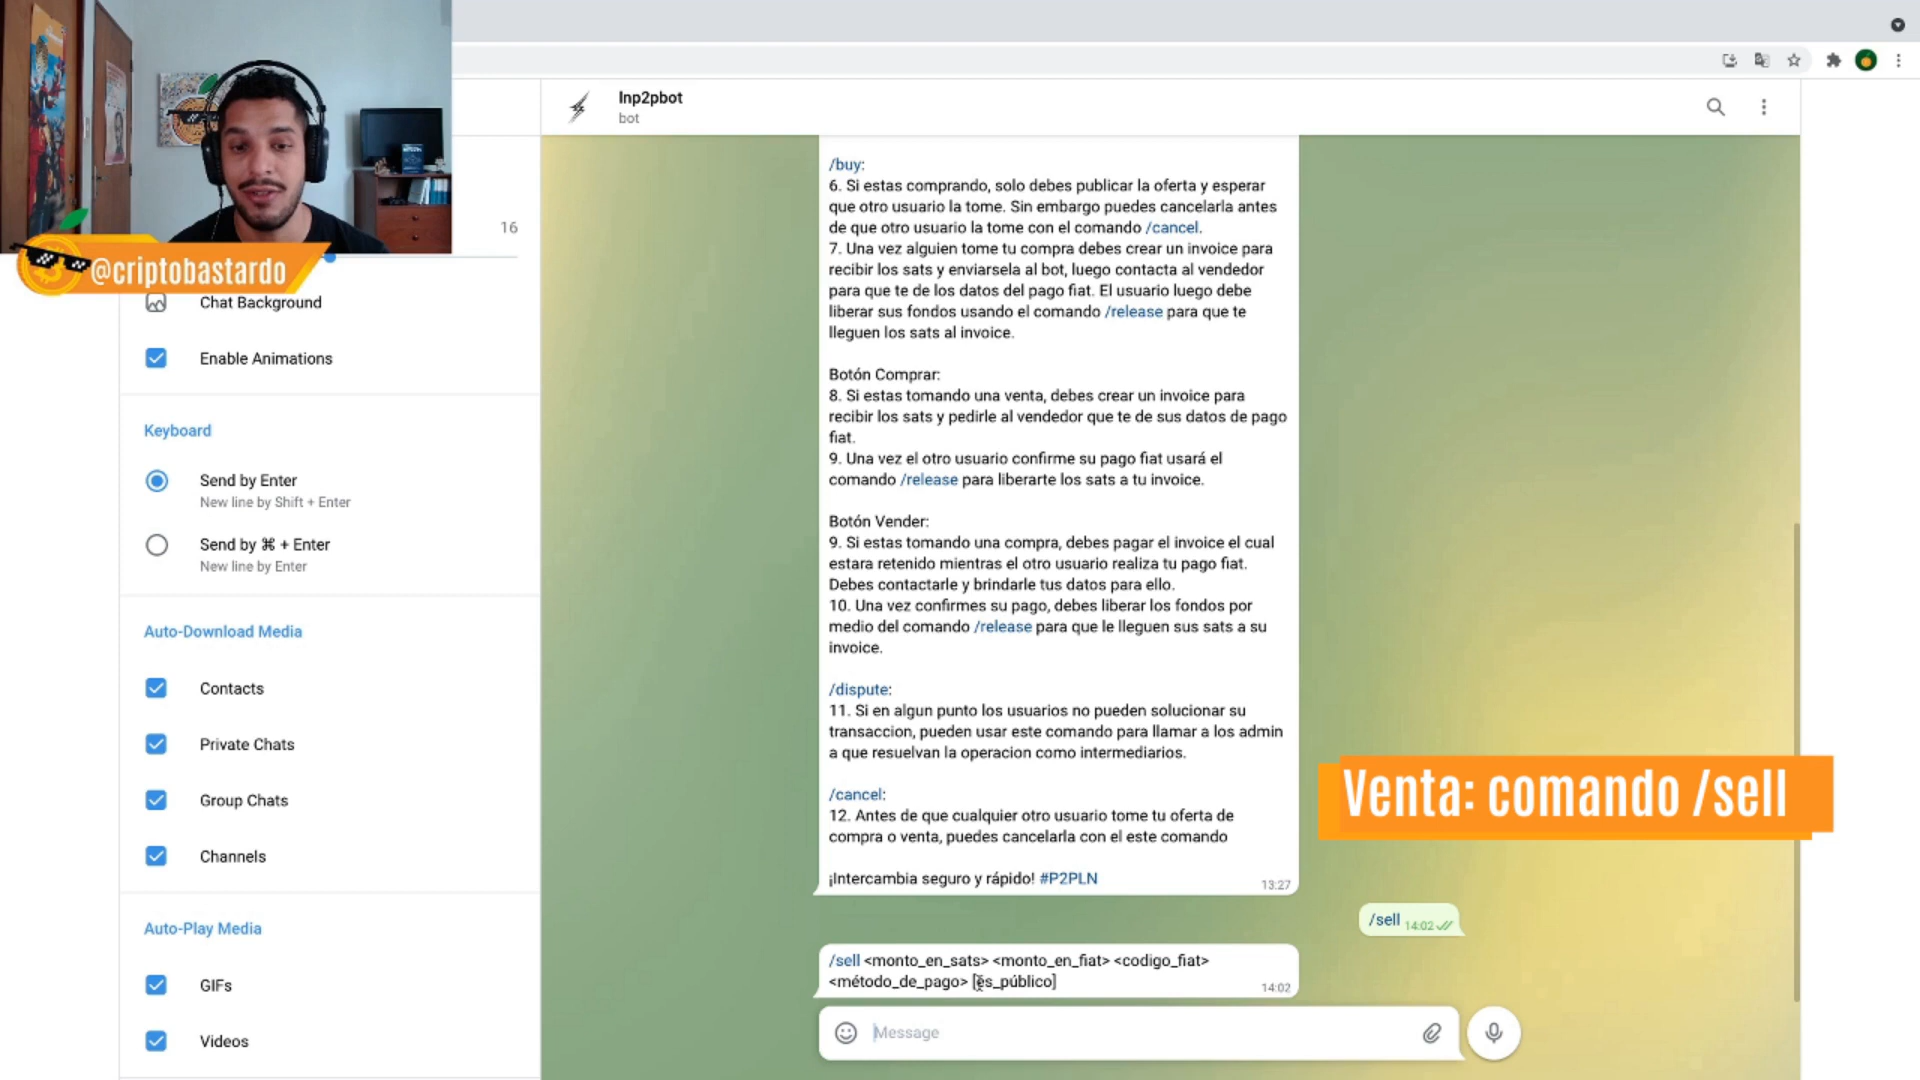 @criptobastardo
16
Chat Background
Enable Animations
Keyboard
Send by Enter
New line by Shift + Enter
Send by ⌘ + Enter
New line by Enter
Auto-Download Media
Contacts
Private Chats
Group Chats
Channels
Auto-Play Media
GIFs
Videos
lnp2pbot
bot
/buy:
6. Si estas comprando, solo debes publicar la oferta y esperar
que otro usuario la tome. Sin embargo puedes cancelarla antes
de que otro usuario la tome con el comando /cancel.
7. Una vez alguien tome tu compra debes crear un invoice para
recibir los sats y enviarsela al bot, luego contacta al vendedor
para que te de los datos del pago fiat. El usuario luego debe
liberar sus fondos usando el comando /release para que te
lleguen los sats al invoice.
Botón Comprar:
8. Si estas tomando una venta, debes crear un invoice para
recibir los sats y pedirle al vendedor que te de sus datos de pago
fiat.
9. Una vez el otro usuario confirme su pago fiat usará el
comando /release para liberarte los sats a tu invoice.
Botón Vender:
9. Si estas tomando una compra, debes pagar el invoice el cual
estara retenido mientras el otro usuario realiza tu pago fiat.
Debes contactarle y brindarle tus datos para ello.
10. Una vez confirmes su pago, debes liberar los fondos por
medio del comando /release para que le lleguen sus sats a su
invoice.
/dispute:
11. Si en algun punto los usuarios no pueden solucionar su
transaccion, pueden usar este comando para llamar a los admin
a que resuelvan la operacion como intermediarios.
/cancel:
12. Antes de que cualquier otro usuario tome tu oferta de
compra o venta, puedes cancelarla con el este comando
¡Intercambia seguro y rápido! #P2PLN
13:27
Venta: comando /sell
/sell 14:02
/sell <monto_en_sats> <monto_en_fiat> <codigo_fiat>
<método_de_pago> [es_público]
14:02
Message